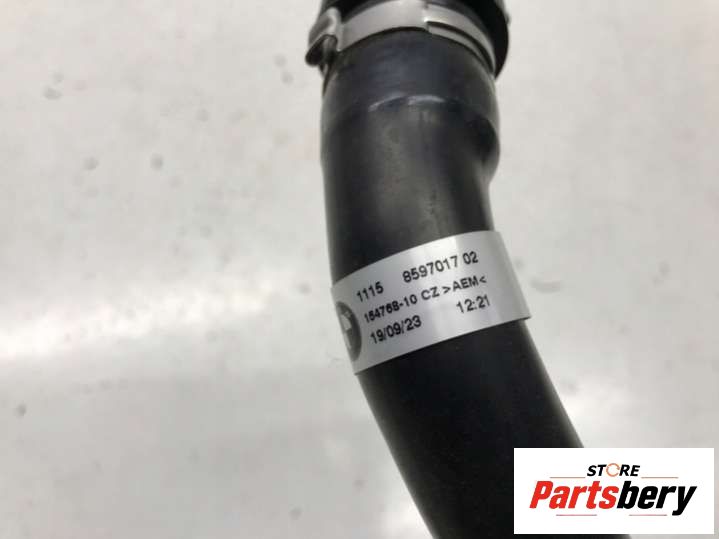 1115 8597017 02
164768-10 CZ >AEM<
19/09/23 12:21
STORE
Partsbery